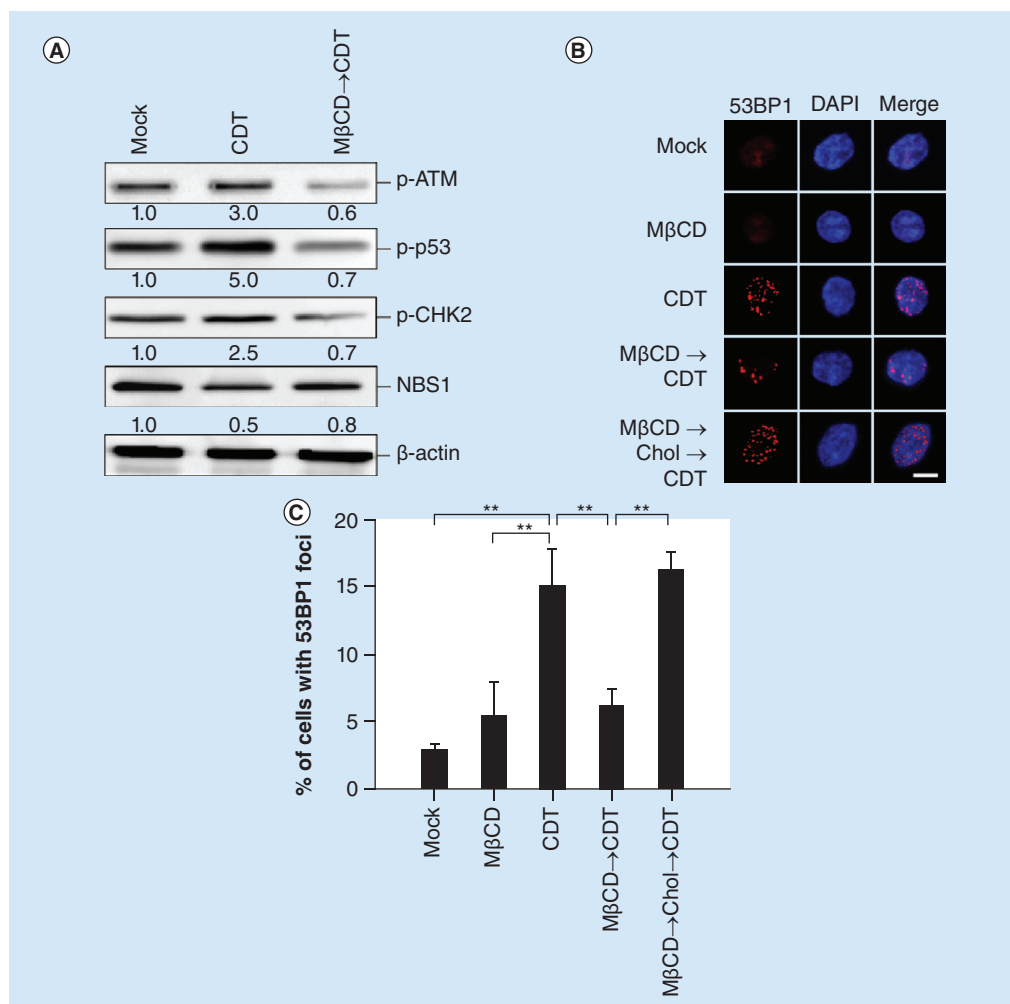 A
Mock
CDT
MβCD→CDT
p-ATM
1.0 3.0 0.6
p-p53
1.0 5.0 0.7
p-CHK2
1.0 2.5 0.7
NBS1
1.0 0.5 0.8
β-actin
B
53BP1 DAPI Merge
Mock
MβCD
CDT
MβCD →
CDT
MβCD →
Chol →
CDT
C
% of cells with 53BP1 foci
20
15
10
5
0
** ** **
**
Mock
MβCD
CDT
MβCD→CDT
MβCD→Chol→CDT